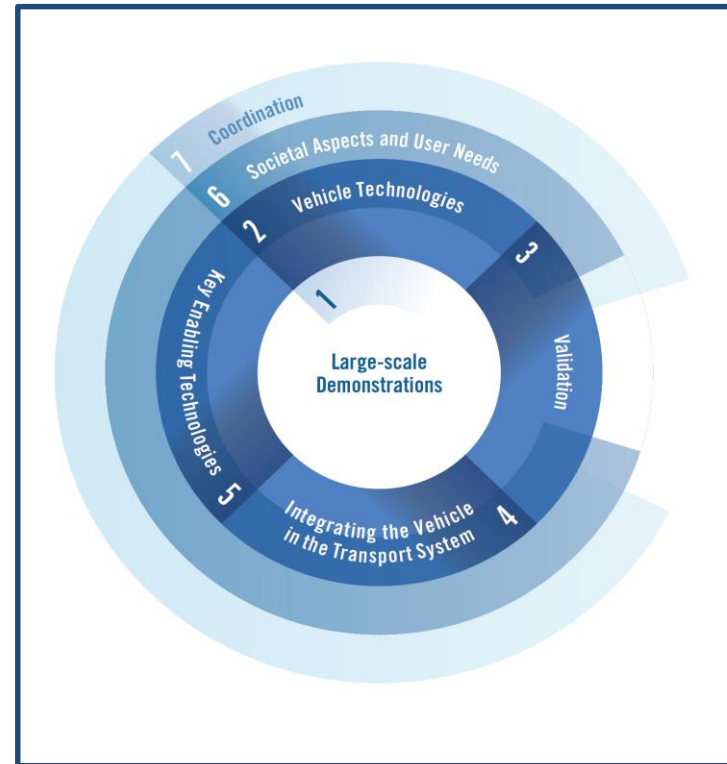 7 Coordination
6 Societal Aspects and User Needs
2 Vehicle Technologies
3 Validation
1 Large-scale
Demonstrations
Key Enabling Technologies 5
Integrating the Vehicle
in the Transport System 4